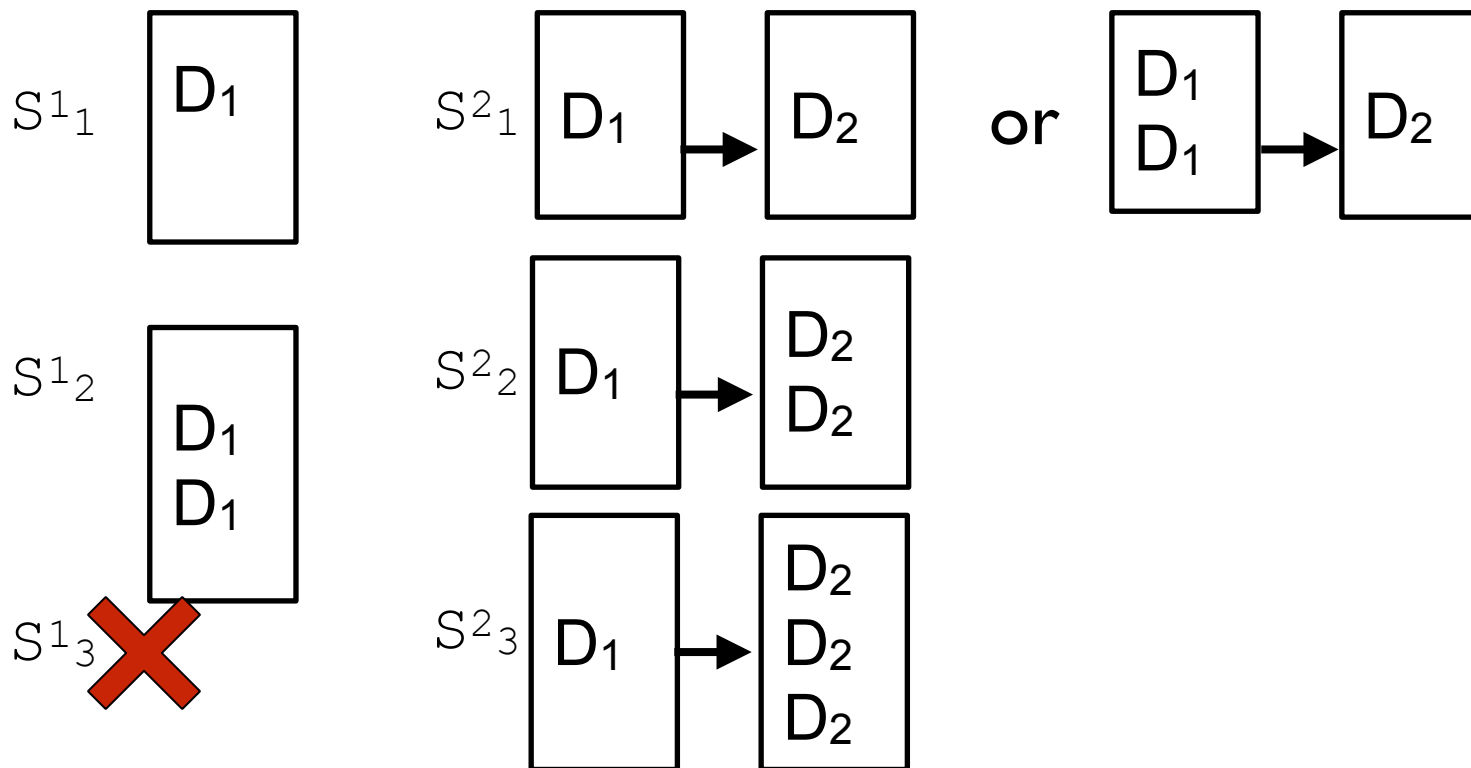 S¹₁ D₁
S²₁ D₁ D₂ or D₁ D₁ D₂
S¹₂ D₁ D₁
S²₂ D₁ D₂ D₂
S¹₃
S²₃ D₁ D₂ D₂ D₂